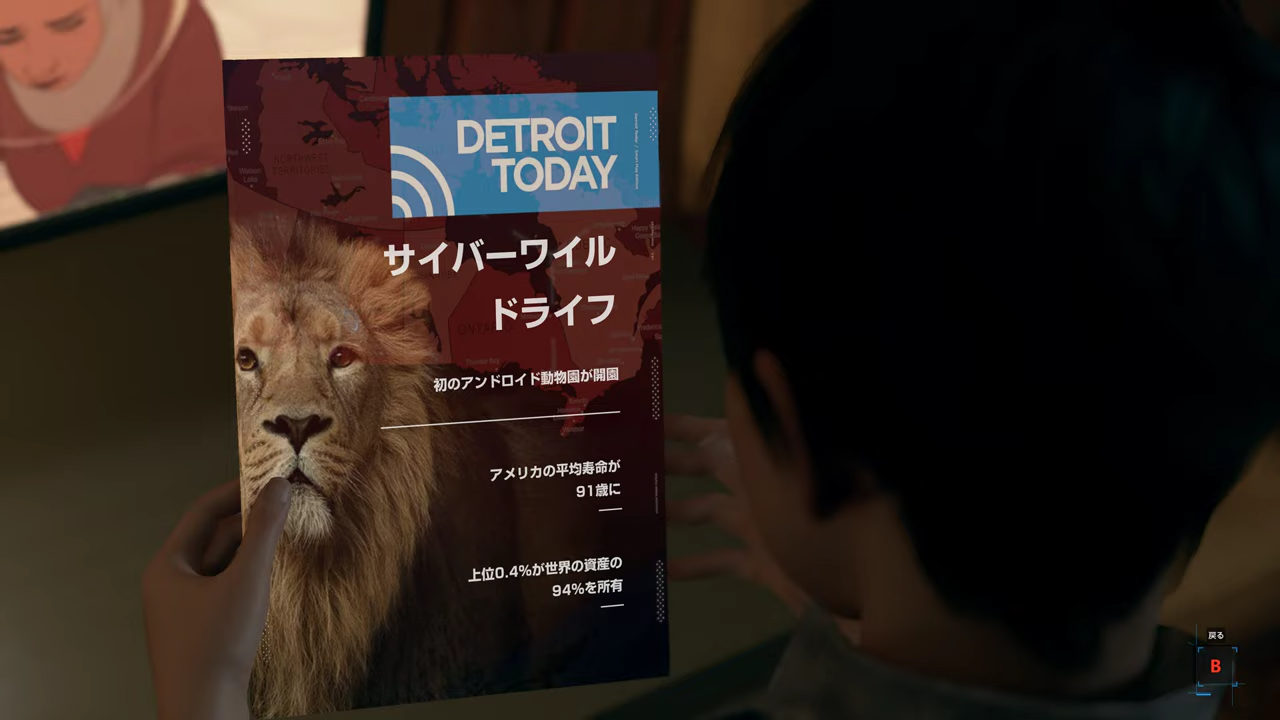 DETROIT
TODAY
NORTHWEST
TERRITORIES
サイバーワイル
ドライフ
ONTARIO
初のアンドロイド動物園が開園
アメリカの平均寿命が
91歳に
上位0.4%が世界の資産の
94%を所有
戻る
B